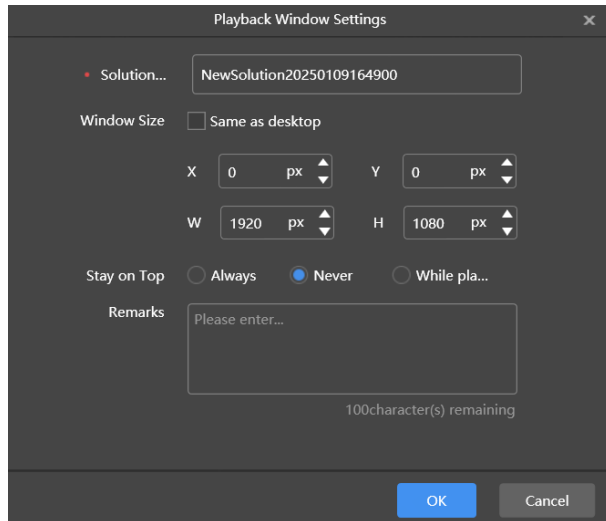 Playback Window Settings
• Solution... NewSolution20250109164900
Window Size Same as desktop
X 0 px Y 0 px
W 1920 px H 1080 px
Stay on Top Always Never While pla...
Remarks Please enter...
100character(s) remaining
OK Cancel